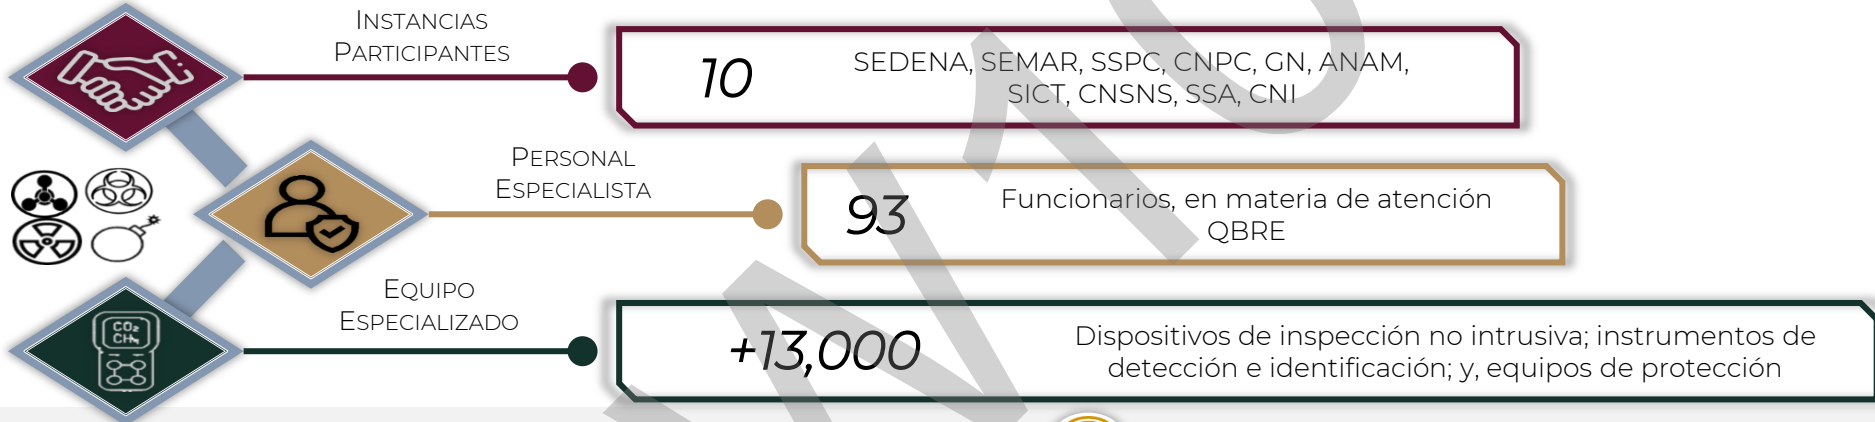 INSTANCIAS
PARTICIPANTES
10
SEDENA, SEMAR, SSPC, CNPC, GN, ANAM,
SICT, CNSNS, SSA, CNI
PERSONAL
ESPECIALISTA
93
Funcionarios, en materia de atención
QBRE
EQUIPO
ESPECIALIZADO
CO2
CH4
+13,000
Dispositivos de inspección no intrusiva; instrumentos de
detección e identificación; y, equipos de protección